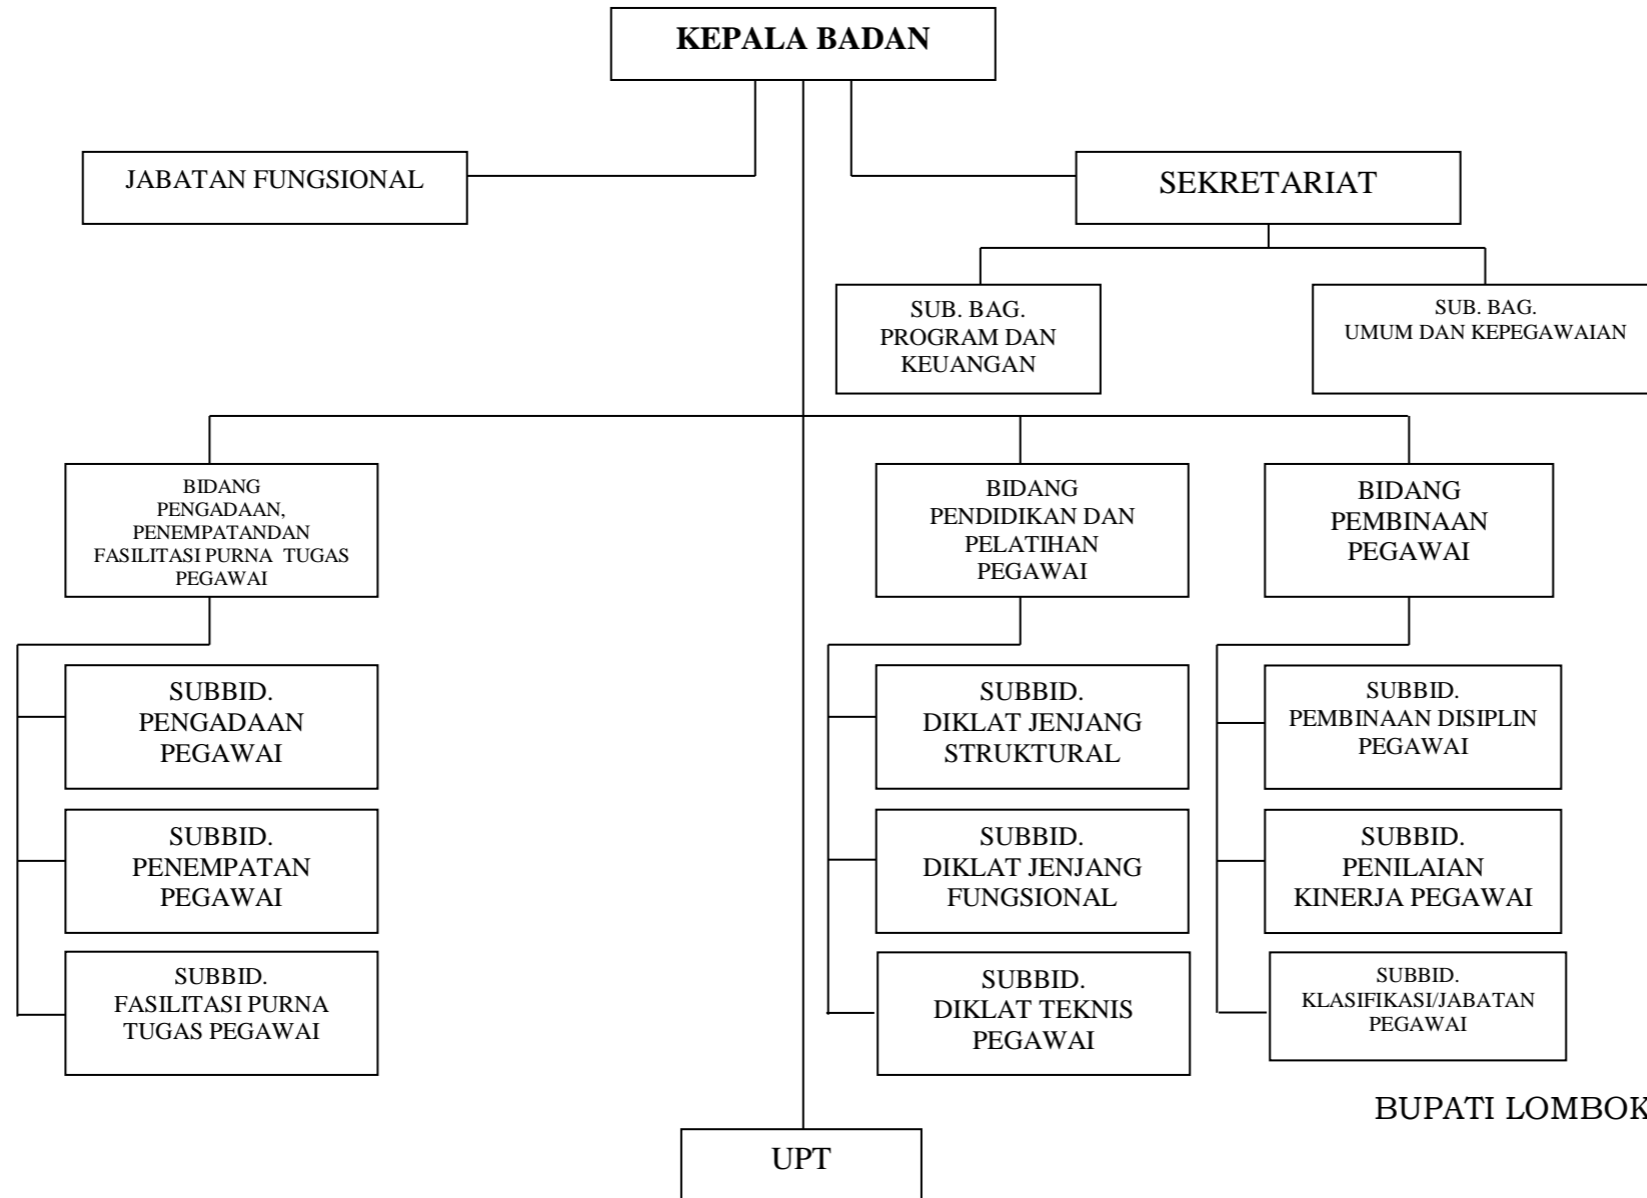 KEPALA BADAN
JABATAN FUNGSIONAL
SEKRETARIAT
SUB. BAG.
PROGRAM DAN
KEUANGAN
SUB. BAG.
UMUM DAN KEPEGAWAIAN
BIDANG
PENGADAAN,
PENEMPATANDAN
FASILITASI PURNA TUGAS
PEGAWAI
BIDANG
PENDIDIKAN DAN
PELATIHAN
PEGAWAI
BIDANG
PEMBINAAN
PEGAWAI
SUBBID.
PENGADAAN
PEGAWAI
SUBBID.
PENEMPATAN
PEGAWAI
SUBBID.
FASILITASI PURNA
TUGAS PEGAWAI
SUBBID.
DIKLAT JENJANG
STRUKTURAL
SUBBID.
DIKLAT JENJANG
FUNGSIONAL
SUBBID.
DIKLAT TEKNIS
PEGAWAI
SUBBID.
PEMBINAAN DISIPLIN
PEGAWAI
SUBBID.
PENILAIAN
KINERJA PEGAWAI
SUBBID.
KLASIFIKASI/JABATAN
PEGAWAI
BUPATI LOMBOK
UPT